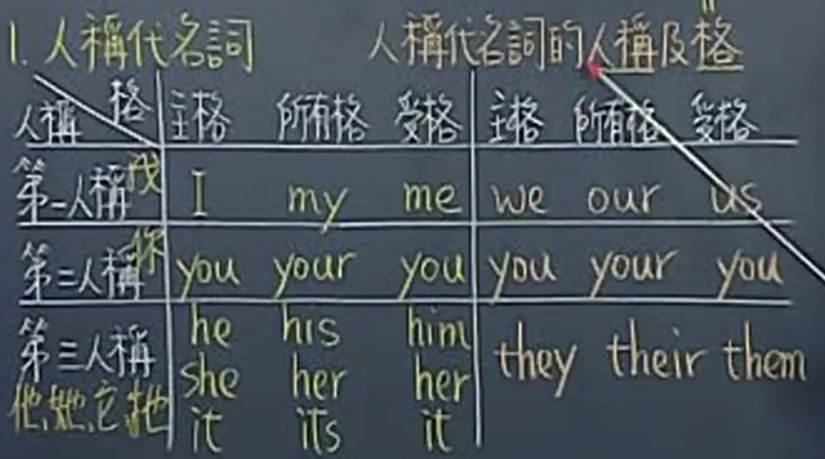 1. 人稱代名詞 人稱代名詞的人稱及格
人稱 格 主格 所有格 受格 主格 所有格 受格
第一人稱 我 I my me we our us
第二人稱 你 you your you you your you
第三人稱 he his him they their them
她 she her her
他,她,它,牠 it its it